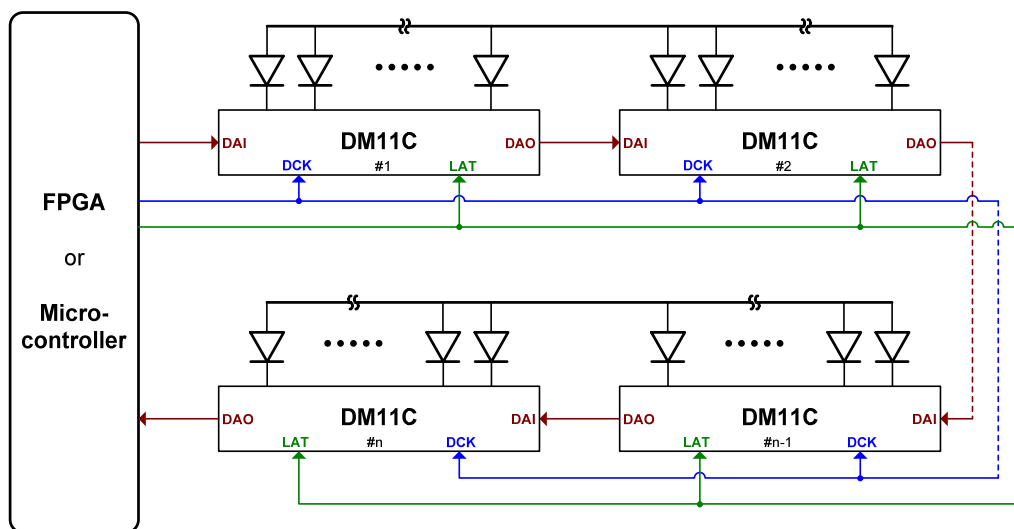 DAI
DM11C
DAO
DCK
#1
LAT
DAI
DM11C
DAO
DCK
#2
LAT
FPGA
or
Micro-
controller
DAO
DM11C
DAI
LAT
#n
DCK
DAO
DM11C
DAI
LAT
#n-1
DCK